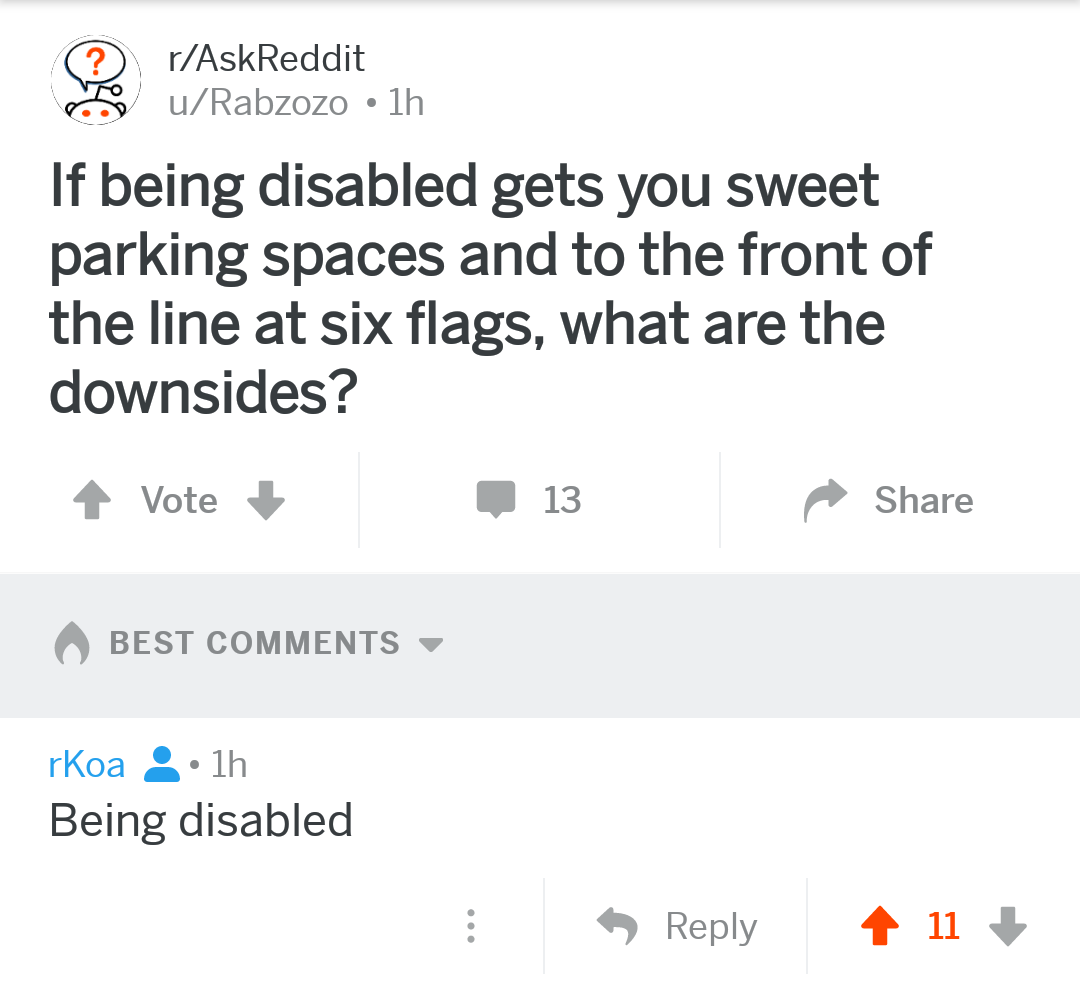 r/AskReddit
u/Rabzozo • 1h
If being disabled gets you sweet
parking spaces and to the front of
the line at six flags, what are the
downsides?
Vote 13 Share
BEST COMMENTS
rKoa • 1h
Being disabled
Reply 11